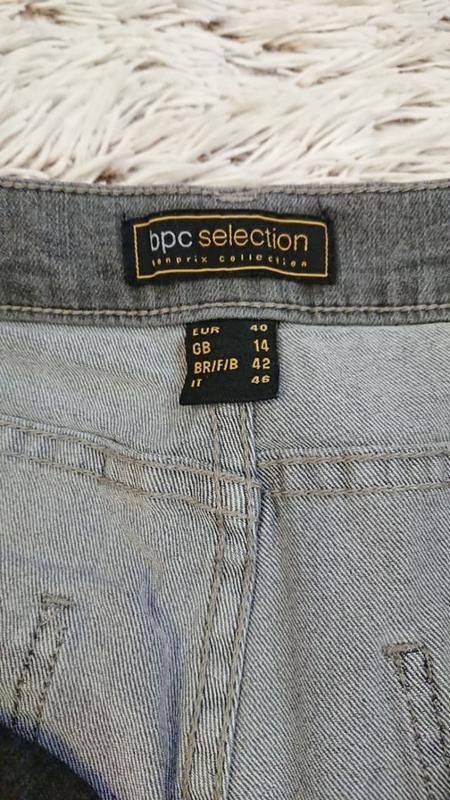 bpc selection
bonprix collection
EUR 40
GB 14
BR/F/B 42
IT 46